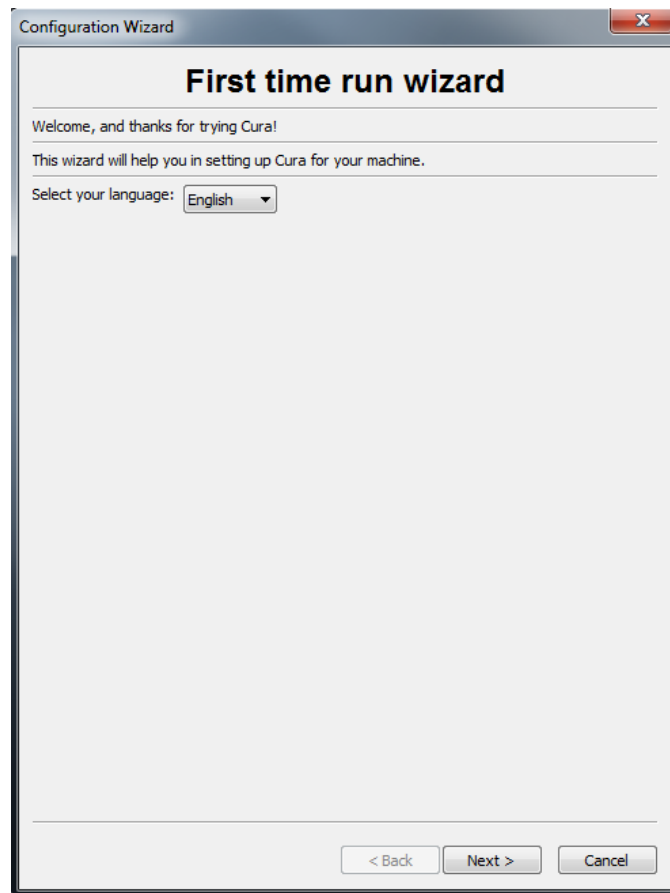 Configuration Wizard
First time run wizard
Welcome, and thanks for trying Cura!
This wizard will help you in setting up Cura for your machine.
Select your language: English
< Back Next > Cancel